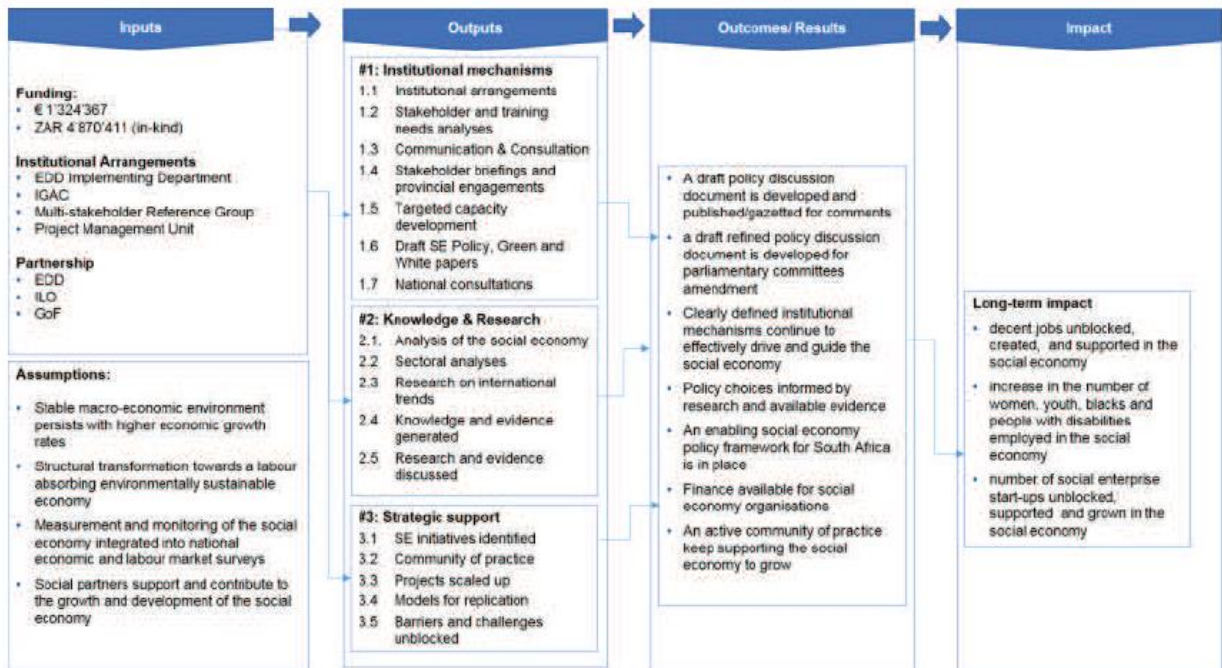 Inputs
Funding:
• € 1'324'367
• ZAR 4'870'411 (in-kind)
Institutional Arrangements
• EDD Implementing Department
• IGAC
• Multi-stakeholder Reference Group
• Project Management Unit
Partnership
• EDD
• ILO
• GoF
Assumptions:
• Stable macro-economic environment
persists with higher economic growth
rates
• Structural transformation towards a labour
absorbing environmentally sustainable
economy
• Measurement and monitoring of the social
economy integrated into national
economic and labour market surveys
• Social partners support and contribute to
the growth and development of the social
economy
Outputs
#1: Institutional mechanisms
1.1 Institutional arrangements
1.2 Stakeholder and training
needs analyses
1.3 Communication & Consultation
1.4 Stakeholder briefings and
provincial engagements
1.5 Targeted capacity
development
1.6 Draft SE Policy, Green and
White papers
1.7 National consultations
#2: Knowledge & Research
2.1. Analysis of the social economy
2.2 Sectoral analyses
2.3 Research on international
trends
2.4 Knowledge and evidence
generated
2.5 Research and evidence
discussed
#3: Strategic support
3.1 SE initiatives identified
3.2 Community of practice
3.3 Projects scaled up
3.4 Models for replication
3.5 Barriers and challenges
unblocked
Outcomes/ Results
• A draft policy discussion
document is developed and
published/gazetted for comments
• a draft refined policy discussion
document is developed for
parliamentary committees
amendment
• Clearly defined institutional
mechanisms continue to
effectively drive and guide the
social economy
• Policy choices informed by
research and available evidence
• An enabling social economy
policy framework for South Africa
is in place
• Finance available for social
economy organisations
• An active community of practice
keep supporting the social
economy to grow
Impact
Long-term impact
• decent jobs unblocked,
created, and supported in the
social economy
• increase in the number of
women, youth, blacks and
people with disabilities
employed in the social
economy
• number of social enterprise
start-ups unblocked,
supported and grown in the
social economy